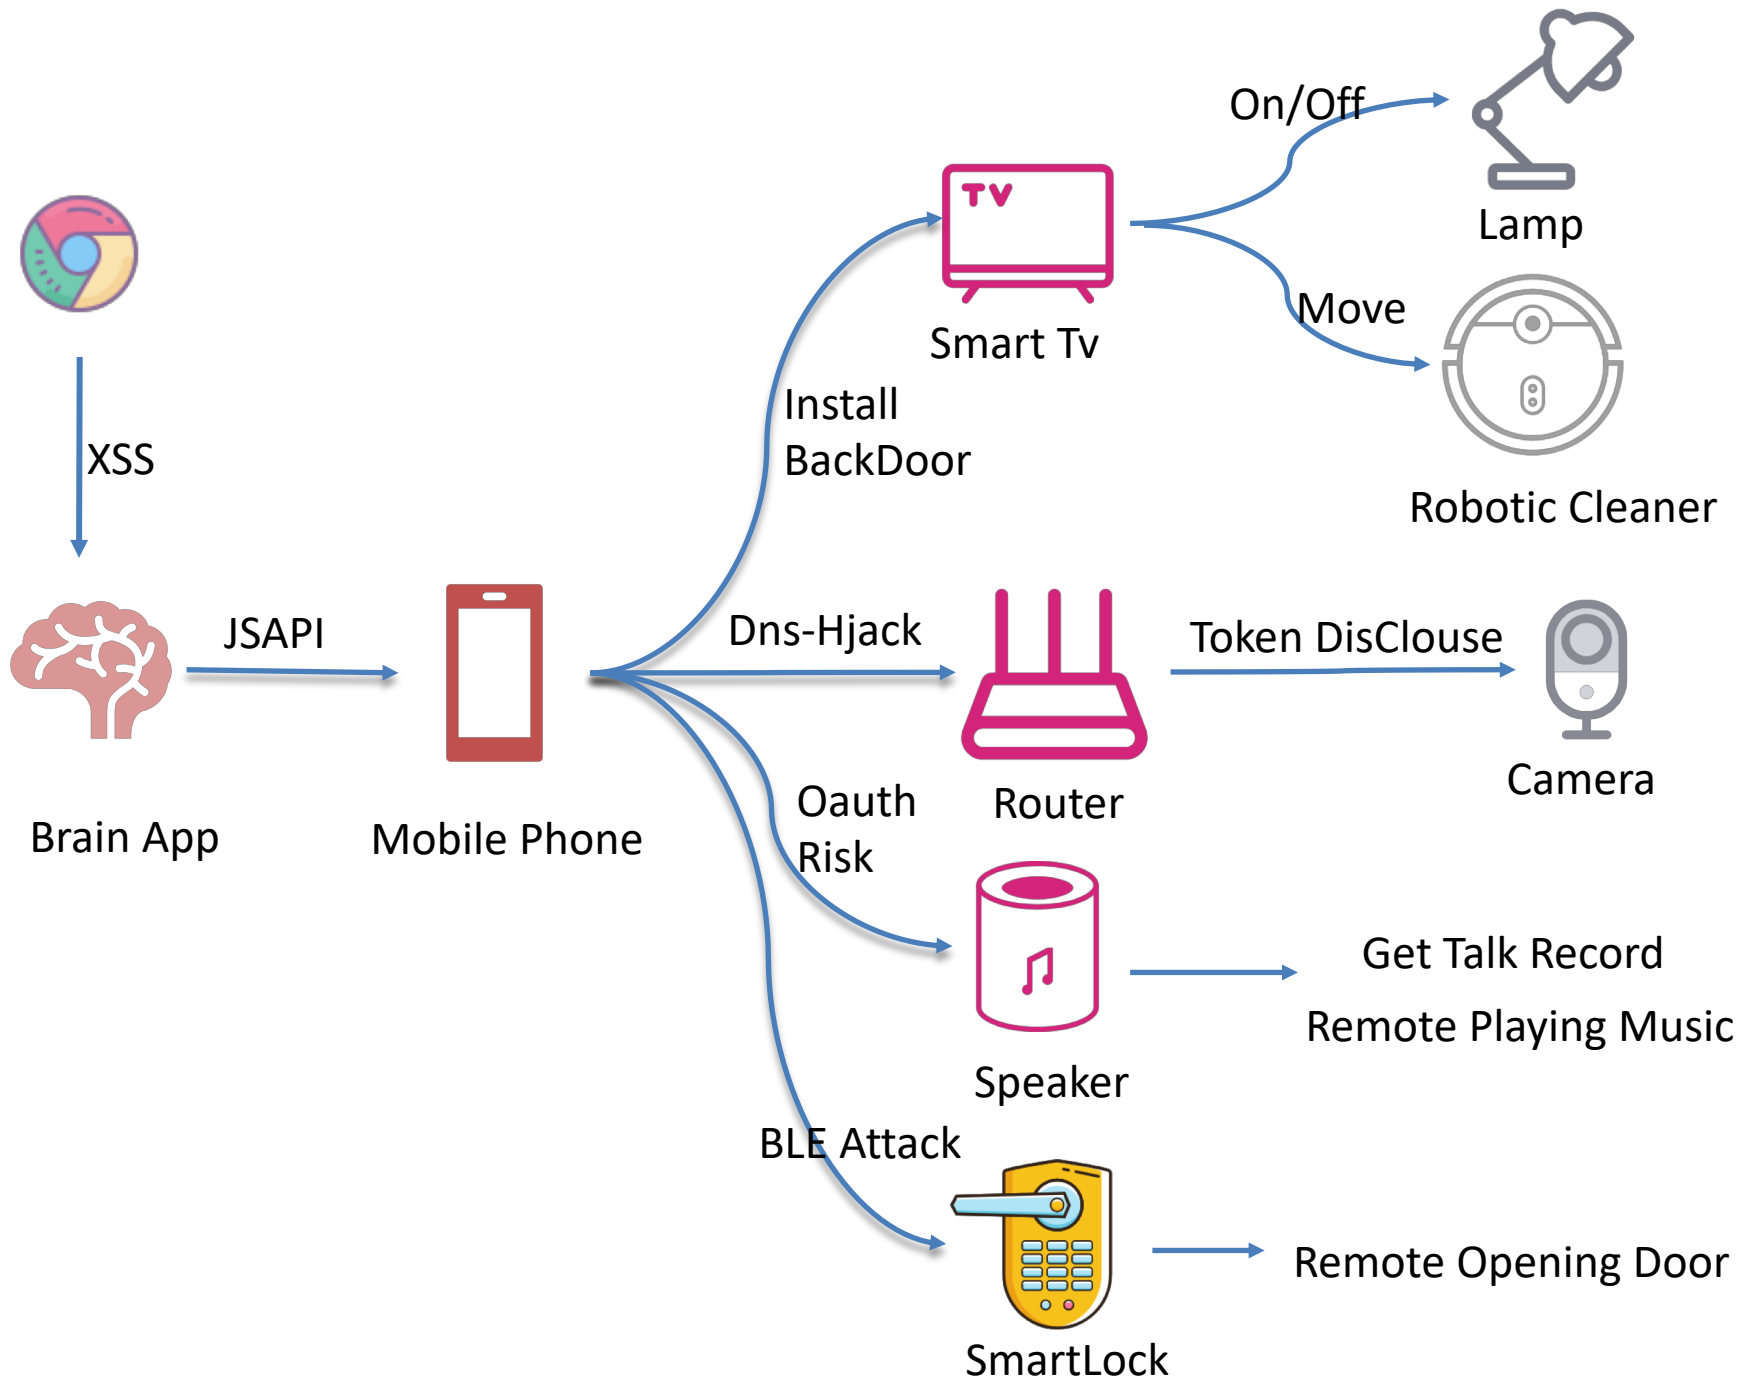 On/Off
Lamp
TV
Smart Tv
Move
Robotic Cleaner
XSS
Install
BackDoor
JSAPI
Dns-Hjack
Token DisClouse
Brain App
Mobile Phone
Oauth
Risk
Router
Camera
Get Talk Record
Remote Playing Music
Speaker
BLE Attack
Remote Opening Door
SmartLock